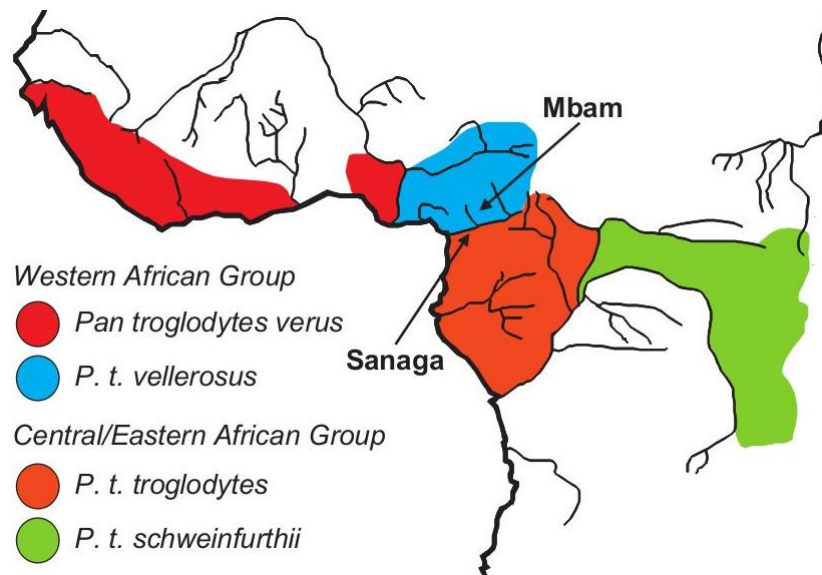 Mbam
Sanaga
Western African Group
Pan troglodytes verus
P. t. vellerosus
Central/Eastern African Group
P. t. troglodytes
P. t. schweinfurthii